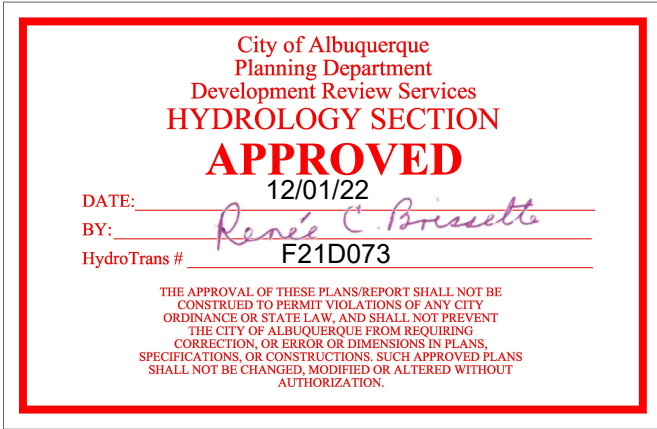 City of Albuquerque
Planning Department
Development Review Services
HYDROLOGY SECTION
APPROVED
DATE: 12/01/22
BY: Renée C. Brissette
HydroTrans # F21D073
THE APPROVAL OF THESE PLANS/REPORT SHALL NOT BE
CONSTRUED TO PERMIT VIOLATIONS OF ANY CITY
ORDINANCE OR STATE LAW, AND SHALL NOT PREVENT
THE CITY OF ALBUQUERQUE FROM REQUIRING
CORRECTION, OR ERROR OR DIMENSIONS IN PLANS,
SPECIFICATIONS, OR CONSTRUCTIONS. SUCH APPROVED PLANS
SHALL NOT BE CHANGED, MODIFIED OR ALTERED WITHOUT
AUTHORIZATION.